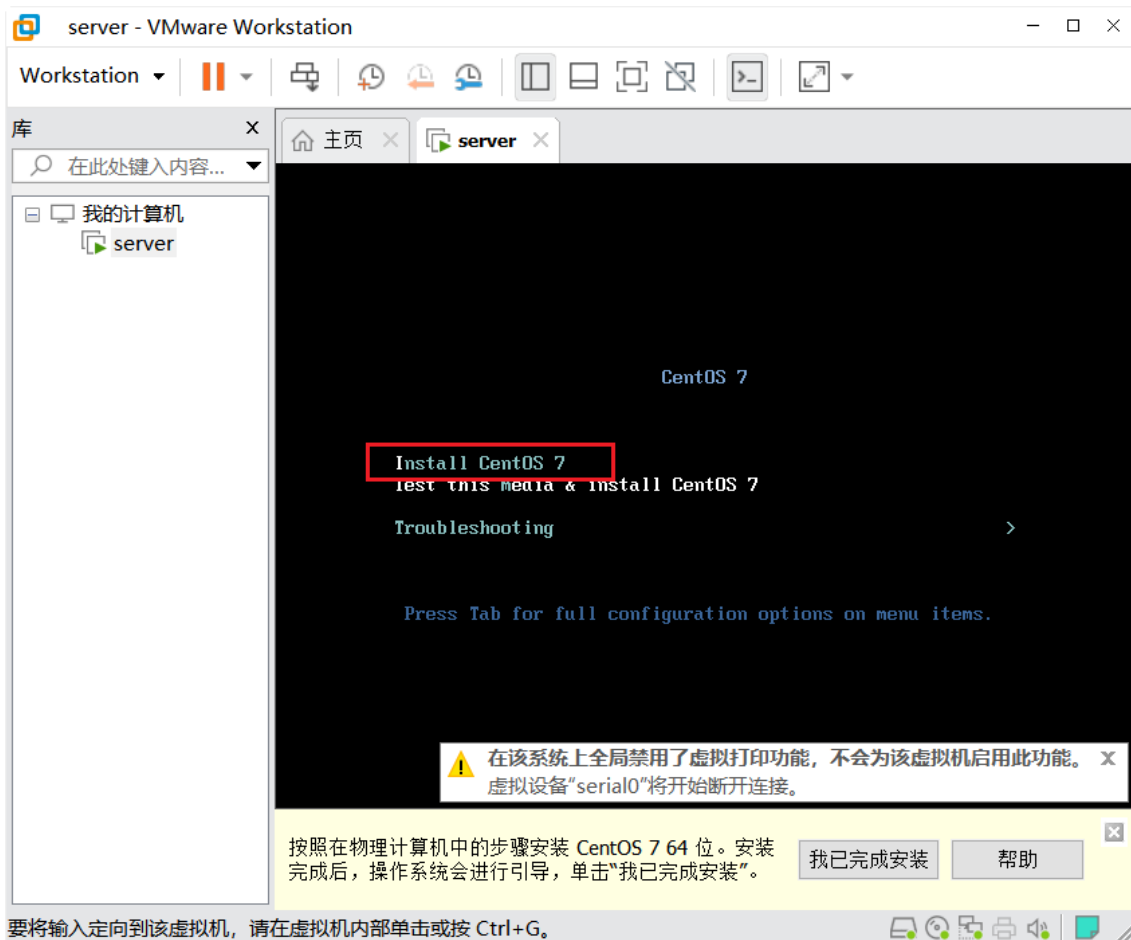 server - VMware Workstation
Workstation
库
在此处键入内容...
我的计算机
server
主页
server
CentOS 7
Install CentOS 7
Test this media & install CentOS 7
Troubleshooting >
Press Tab for full configuration options on menu items.
在该系统上全局禁用了虚拟打印功能，不会为该虚拟机启用此功能。
虚拟设备“serial0”将开始断开连接。
按照在物理计算机中的步骤安装 CentOS 7 64 位。安装
完成后，操作系统会进行引导，单击“我已完成安装”。
我已完成安装
帮助
要将输入定向到该虚拟机，请在虚拟机内部单击或按 Ctrl+G。